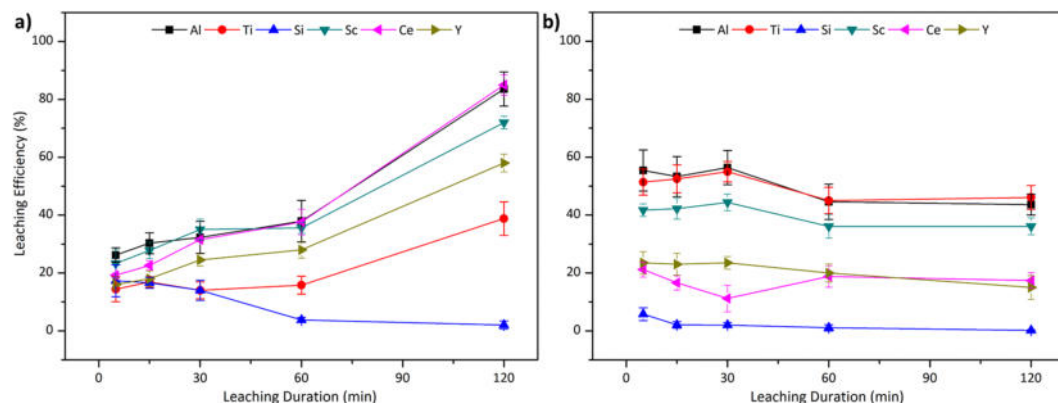 a)
Al Ti Si Sc Ce Y
100
80
60
40
20
0
Leaching Efficiency (%)
0 30 60 90 120
Leaching Duration (min)
b)
Al Ti Si Sc Ce Y
100
80
60
40
20
0
0 30 60 90 120
Leaching Duration (min)